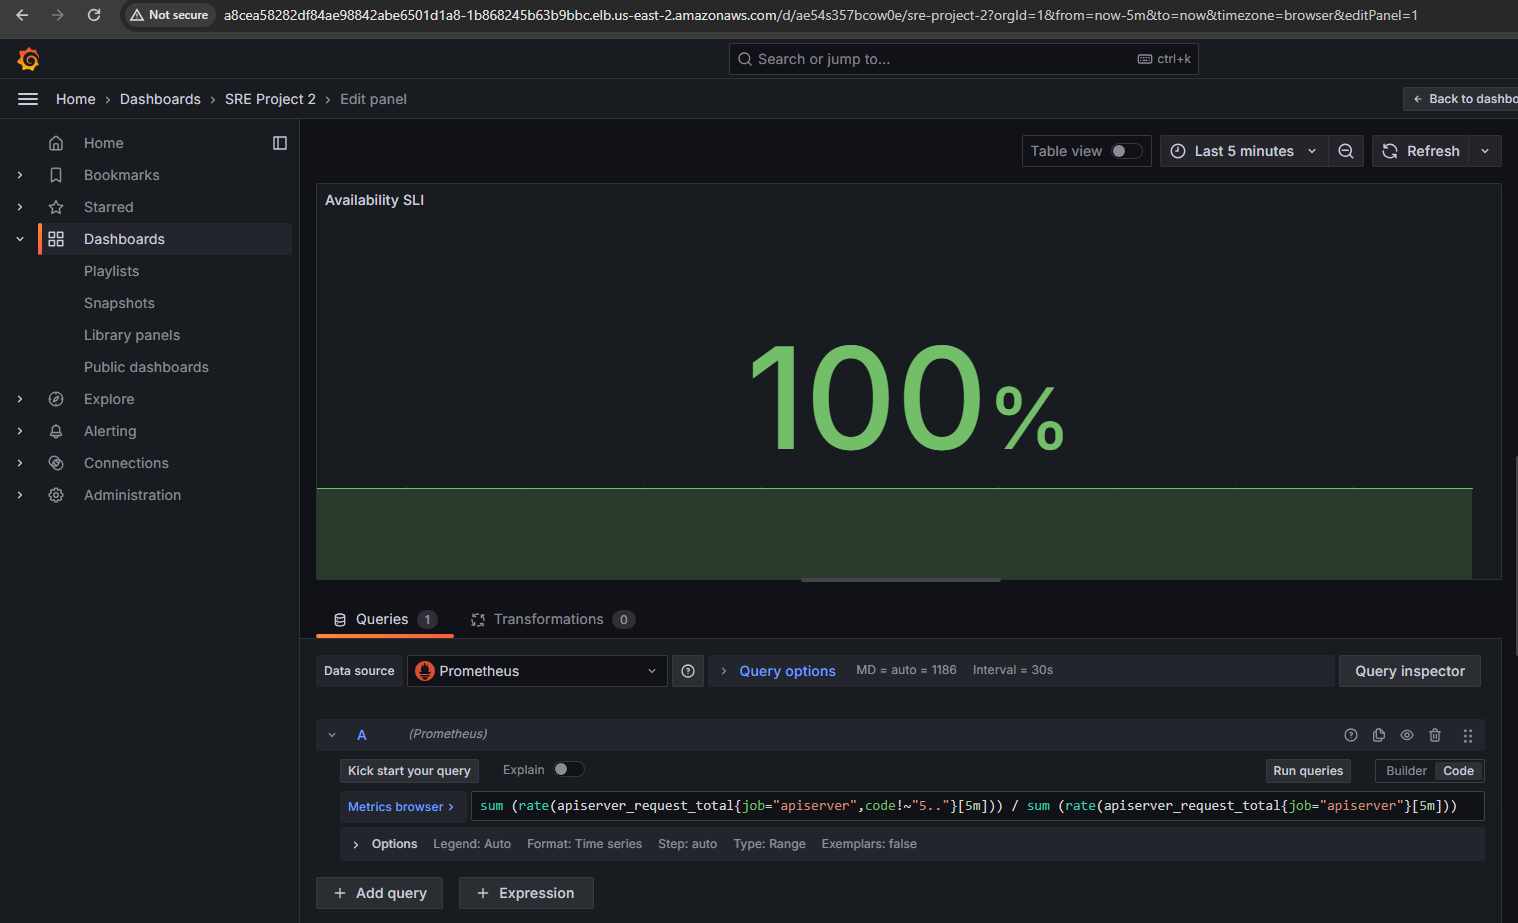 Not secure a8cea58282df84ae98842abe6501d1a8-1b868245b63b9bbc.elb.us-east-2.amazonaws.com/d/ae54s357bcow0e/sre-project-2?orgId=1&from=now-5m&to=now&timezone=browser&editPanel=1
Search or jump to... ctrl+k
Home › Dashboards › SRE Project 2 › Edit panel
Back to dashbo
Home
Bookmarks
Starred
Dashboards
Playlists
Snapshots
Library panels
Public dashboards
Explore
Alerting
Connections
Administration
Table view Last 5 minutes Refresh
Availability SLI
100%
Queries 1 Transformations 0
Data source Prometheus Query options MD = auto = 1186 Interval = 30s Query inspector
A (Prometheus)
Kick start your query Explain Run queries Builder Code
Metrics browser › sum (rate(apiserver_request_total{job="apiserver",code!~"5.."}[5m])) / sum (rate(apiserver_request_total{job="apiserver"}[5m]))
Options Legend: Auto Format: Time series Step: auto Type: Range Exemplars: false
+ Add query + Expression